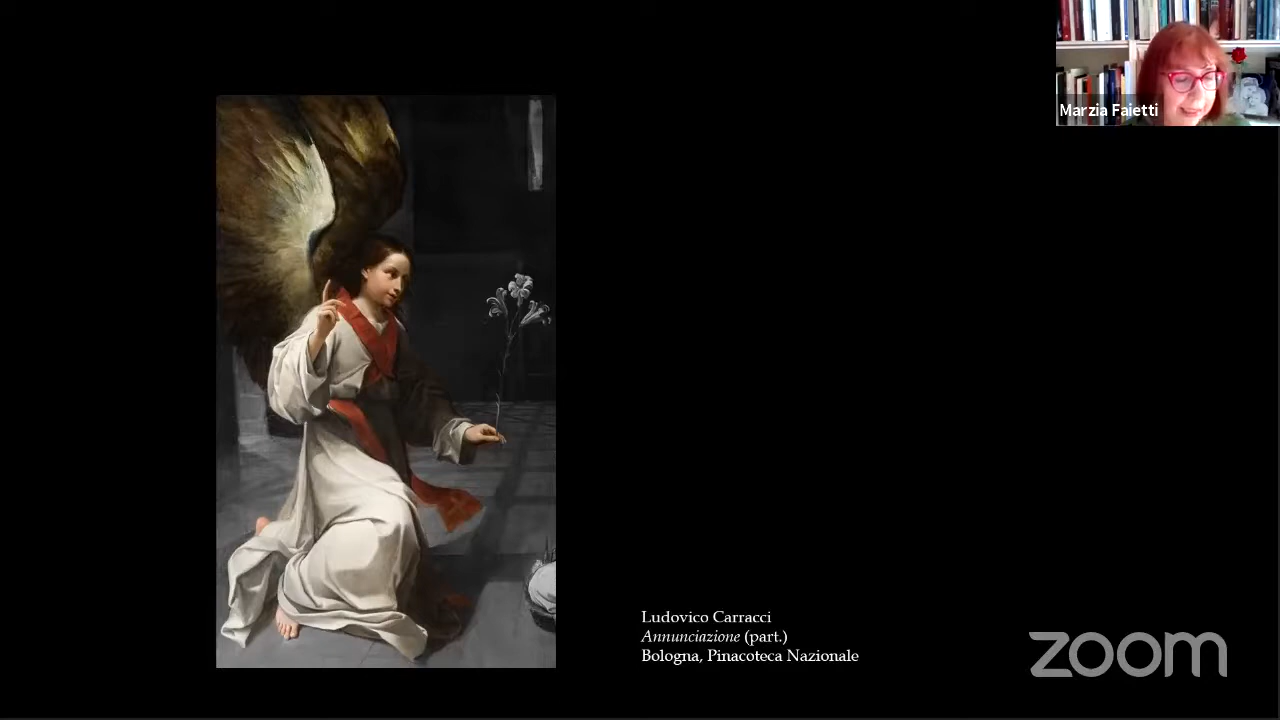 Marzia Faietti
Ludovico Carracci
Annunciazione (part.)
Bologna, Pinacoteca Nazionale
zoom